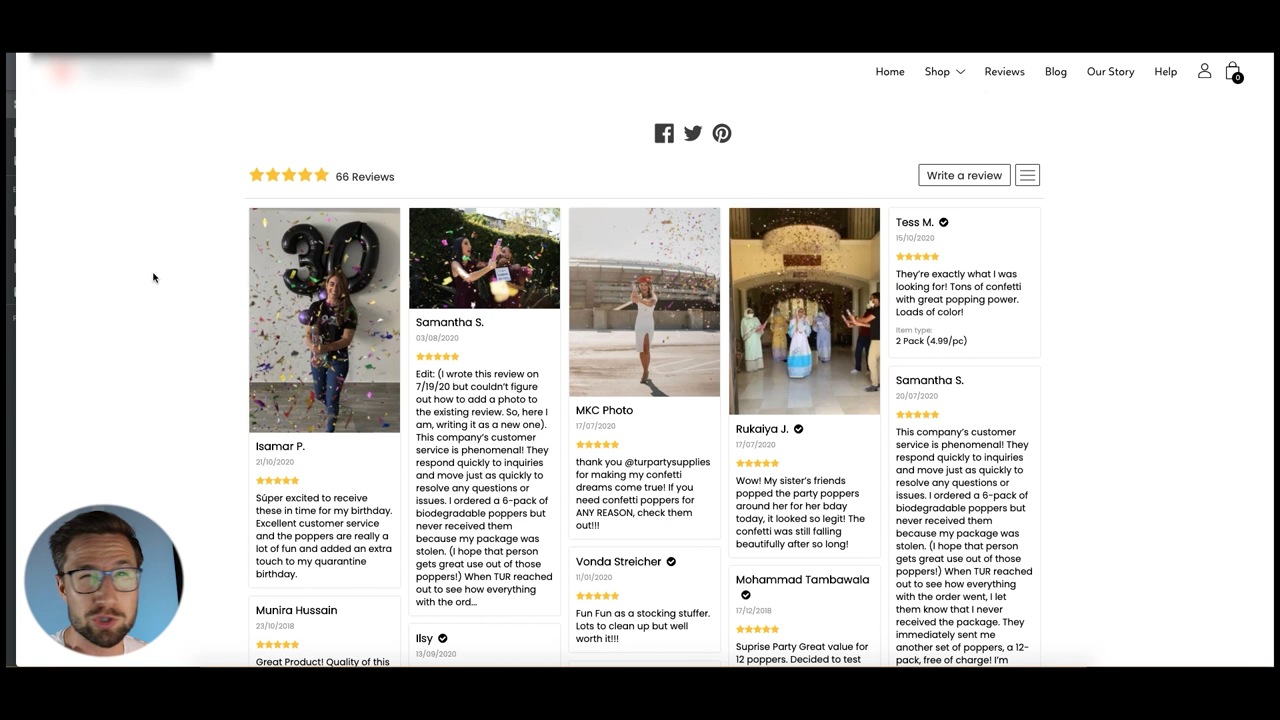 Home Shop Reviews Blog Our Story Help
0
66 Reviews
Write a review
30
Isamar P.
21/10/2020
Súper excited to receive
these in time for my birthday.
Excellent customer service
and the poppers are really a
lot of fun and added an extra
touch to my quarantine
birthday.
Munira Hussain
23/10/2018
Great Product! Quality of this
Samantha S.
03/08/2020
Edit: (I wrote this review on
7/19/20 but couldn't figure
out how to add a photo to
the existing review. So, here I
am, writing it as a new one).
This company's customer
service is phenomenal! They
respond quickly to inquiries
and move just as quickly to
resolve any questions or
issues. I ordered a 6-pack of
biodegradable poppers but
never received them
because my package was
stolen. (I hope that person
gets great use out of those
poppers!) When TUR reached
out to see how everything
with the ord...
Ilsy
13/09/2020
MKC Photo
17/07/2020
thank you @turpartysupplies
for making my confetti
dreams come true! If you
need confetti poppers for
ANY REASON, check them
out!!!
Vonda Streicher
11/01/2020
Fun Fun as a stocking stuffer.
Lots to clean up but well
worth it!!!
Rukaiya J.
17/07/2020
Wow! My sister's friends
popped the party poppers
around her for her bday
today, it looked so legit! The
confetti was still falling
beautifully after so long!
Mohammad Tambawala
17/12/2018
Suprise Party Great value for
12 poppers. Decided to test
Tess M.
15/10/2020
They're exactly what I was
looking for! Tons of confetti
with great popping power.
Loads of color!
Item type:
2 Pack (4.99/pc)
Samantha S.
20/07/2020
This company's customer
service is phenomenal! They
respond quickly to inquiries
and move just as quickly to
resolve any questions or
issues. I ordered a 6-pack of
biodegradable poppers but
never received them
because my package was
stolen. (I hope that person
gets great use out of those
poppers!) When TUR reached
out to see how everything
with the order went, I let
them know that I never
received the package. They
immediately sent me
another set of poppers, a 12-
pack, free of charge! I'm